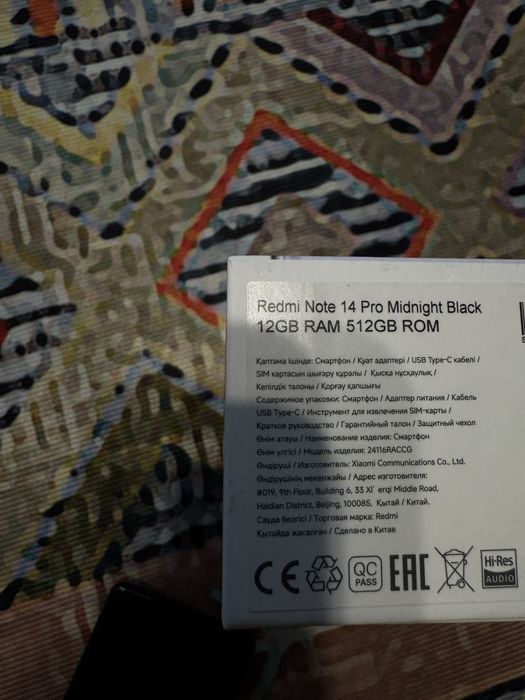 Redmi Note 14 Pro Midnight Black
12GB RAM 512GB ROM
Қаптама ішінде: Смартфон / Қуат адаптері / USB Type-C кабелі /
SIM картасын шығару құралы / Қысқа нұсқаулық /
Кепілдік талоны / Қорғау қапшығы
Содержимое упаковки: Смартфон / Адаптер питания / Кабель
USB Type-C / Инструмент для извлечения SIM-карты /
Краткое руководство / Гарантийный талон / Защитный чехол
Өнім атауы / Наименование изделия: Смартфон
Өнім үлгісі / Модель изделия: 24116RACCG
Өндіруші / Изготовитель: Xiaomi Communications Co., Ltd.
Өндірушінің мекенжайы / Адрес изготовителя:
#019, 9th Floor, Building 6, 33 Xi' erqi Middle Road,
Haidian District, Beijing, 100085, Қытай / Китай.
Сауда белгісі / Торговая марка: Redmi
Қытайда жасалған / Сделано в Китае
CE QC PASS EAC Hi-Res AUDIO